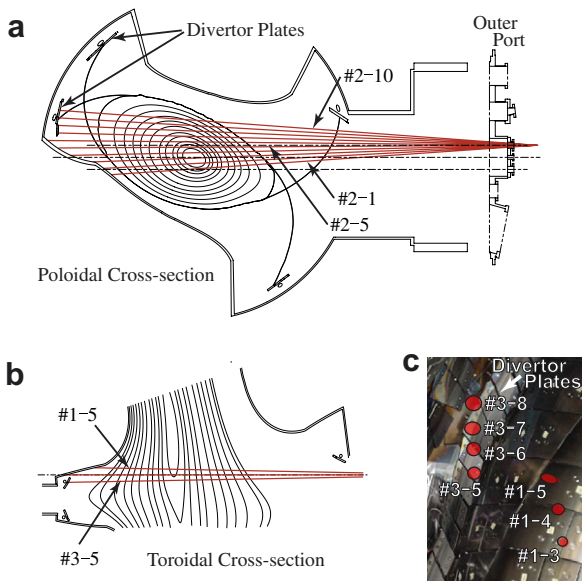 a
Divertor Plates
Outer
Port
#2-10
#2-1
#2-5
Poloidal Cross-section
b
#1-5
#3-5
Toroidal Cross-section
c
Divertor
Plates
#3-8
#3-7
#3-6
#3-5
#1-5
#1-4
#1-3